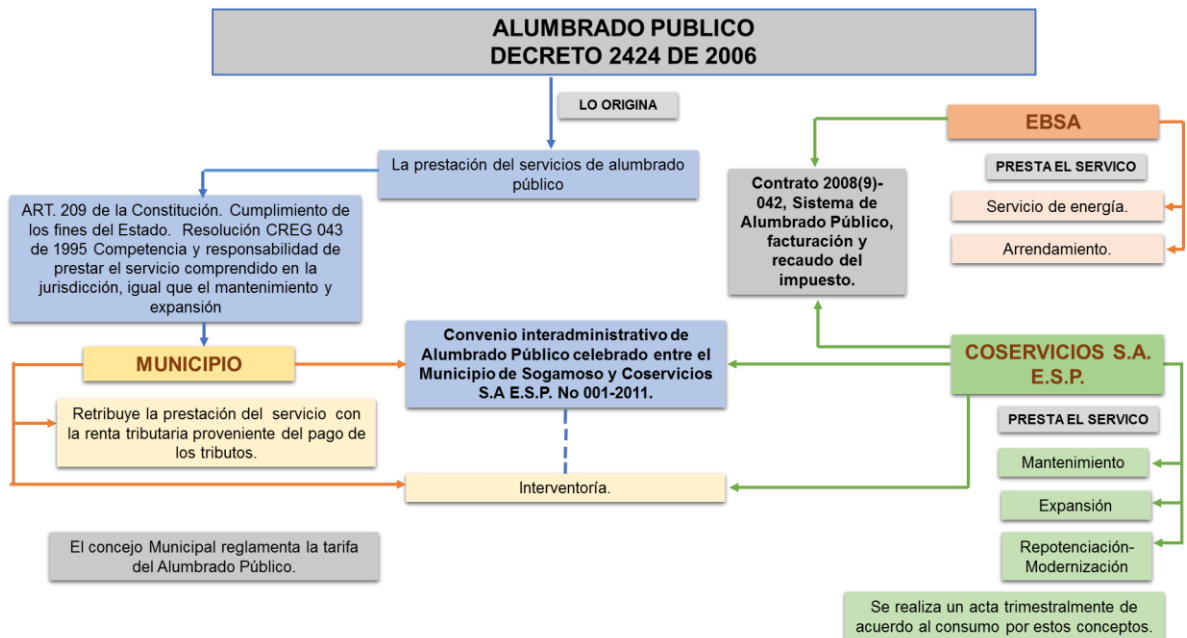 ALUMBRADO PUBLICO
DECRETO 2424 DE 2006
LO ORIGINA
La prestación del servicios de alumbrado
público
ART. 209 de la Constitución. Cumplimiento de
los fines del Estado. Resolución CREG 043
de 1995 Competencia y responsabilidad de
prestar el servicio comprendido en la
jurisdicción, igual que el mantenimiento y
expansión
MUNICIPIO
Retribuye la prestación del servicio con
la renta tributaria proveniente del pago de
los tributos.
El concejo Municipal reglamenta la tarifa
del Alumbrado Público.
Convenio interadministrativo de
Alumbrado Público celebrado entre el
Municipio de Sogamoso y Coservicios
S.A E.S.P. No 001-2011.
Interventoría.
Contrato 2008(9)-
042, Sistema de
Alumbrado Público,
facturación y
recaudo del
impuesto.
EBSA
PRESTA EL SERVICO
Servicio de energía.
Arrendamiento.
COSERVICIOS S.A.
E.S.P.
PRESTA EL SERVICO
Mantenimiento
Expansión
Repotenciación-
Modernización
Se realiza un acta trimestralmente de
acuerdo al consumo por estos conceptos.